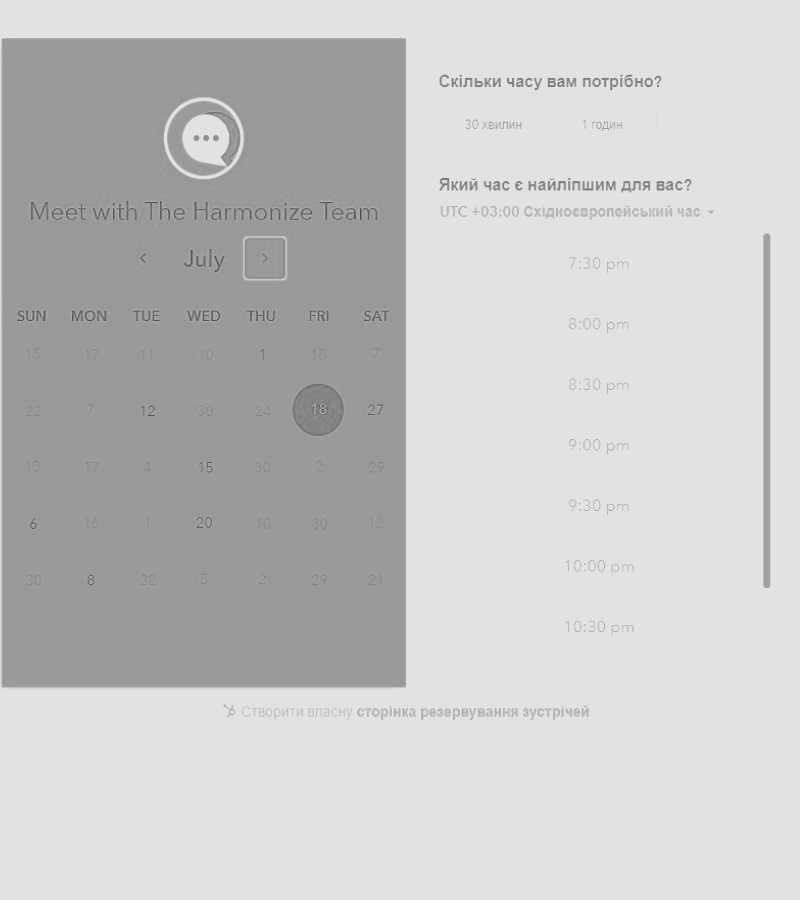 Meet with The Harmonize Team
July
SUN MON TUE WED THU FRI SAT
15 17 11 10 1 18 7
22 7 12 30 24 18 27
13 17 4 15 30 2 29
6 16 1 20 10 30 12
30 8 22 5 2 29 21
Скільки часу вам потрібно?
30 хвилин 1 годин
Який час є найліпшим для вас?
UTC +03:00 Східноєвропейський час
7:30 pm
8:00 pm
8:30 pm
9:00 pm
9:30 pm
10:00 pm
10:30 pm
Створити власну сторінка резервування зустрічей